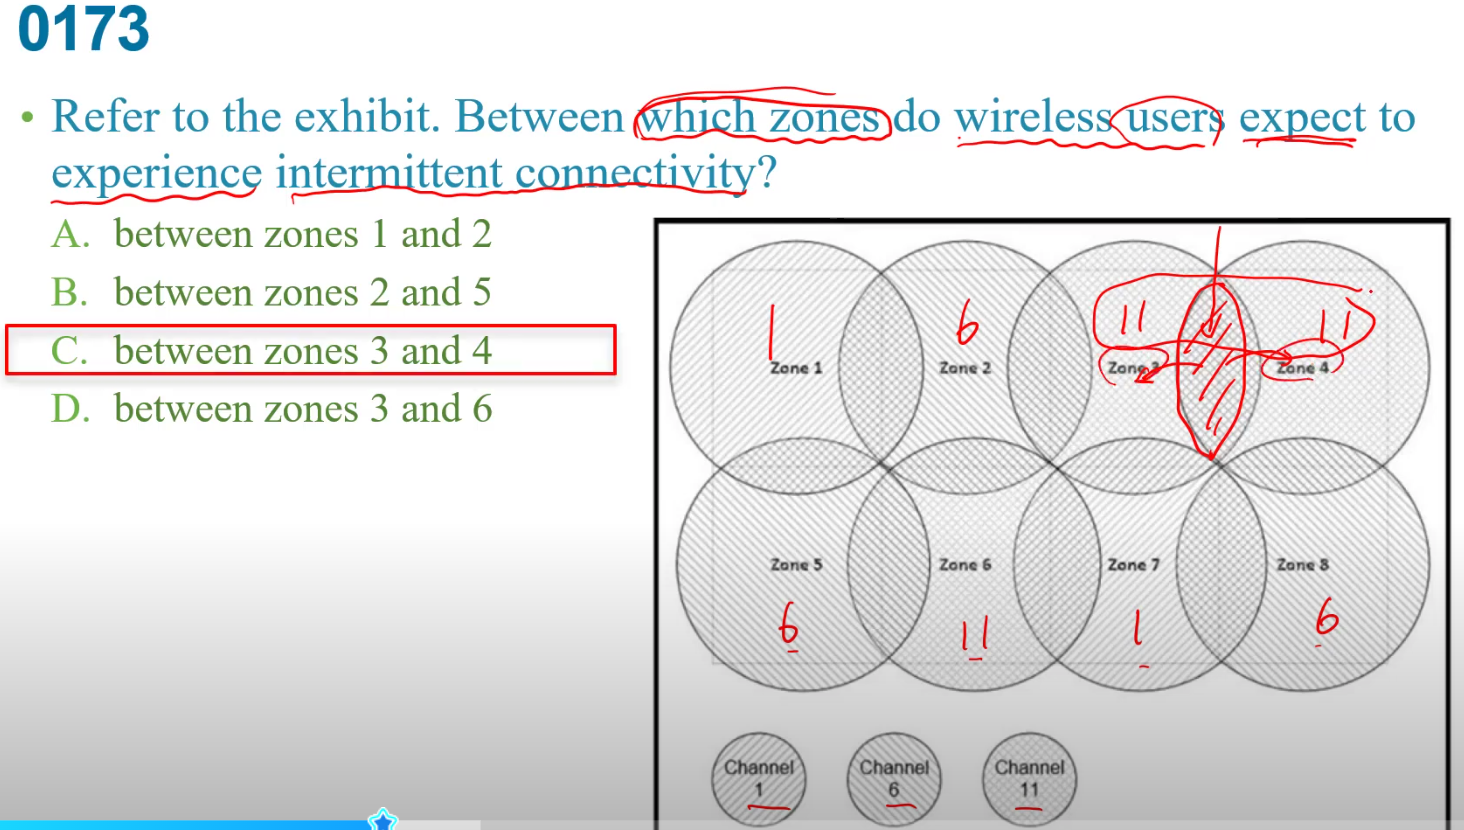 0173
• Refer to the exhibit. Between which zones do wireless users expect to
experience intermittent connectivity?
A. between zones 1 and 2
B. between zones 2 and 5
C. between zones 3 and 4
D. between zones 3 and 6
1 6 11 11
Zone 1 Zone 2 Zone 3 Zone 4
Zone 5 Zone 6 Zone 7 Zone 8
6 11 1 6
Channel Channel Channel
1 6 11